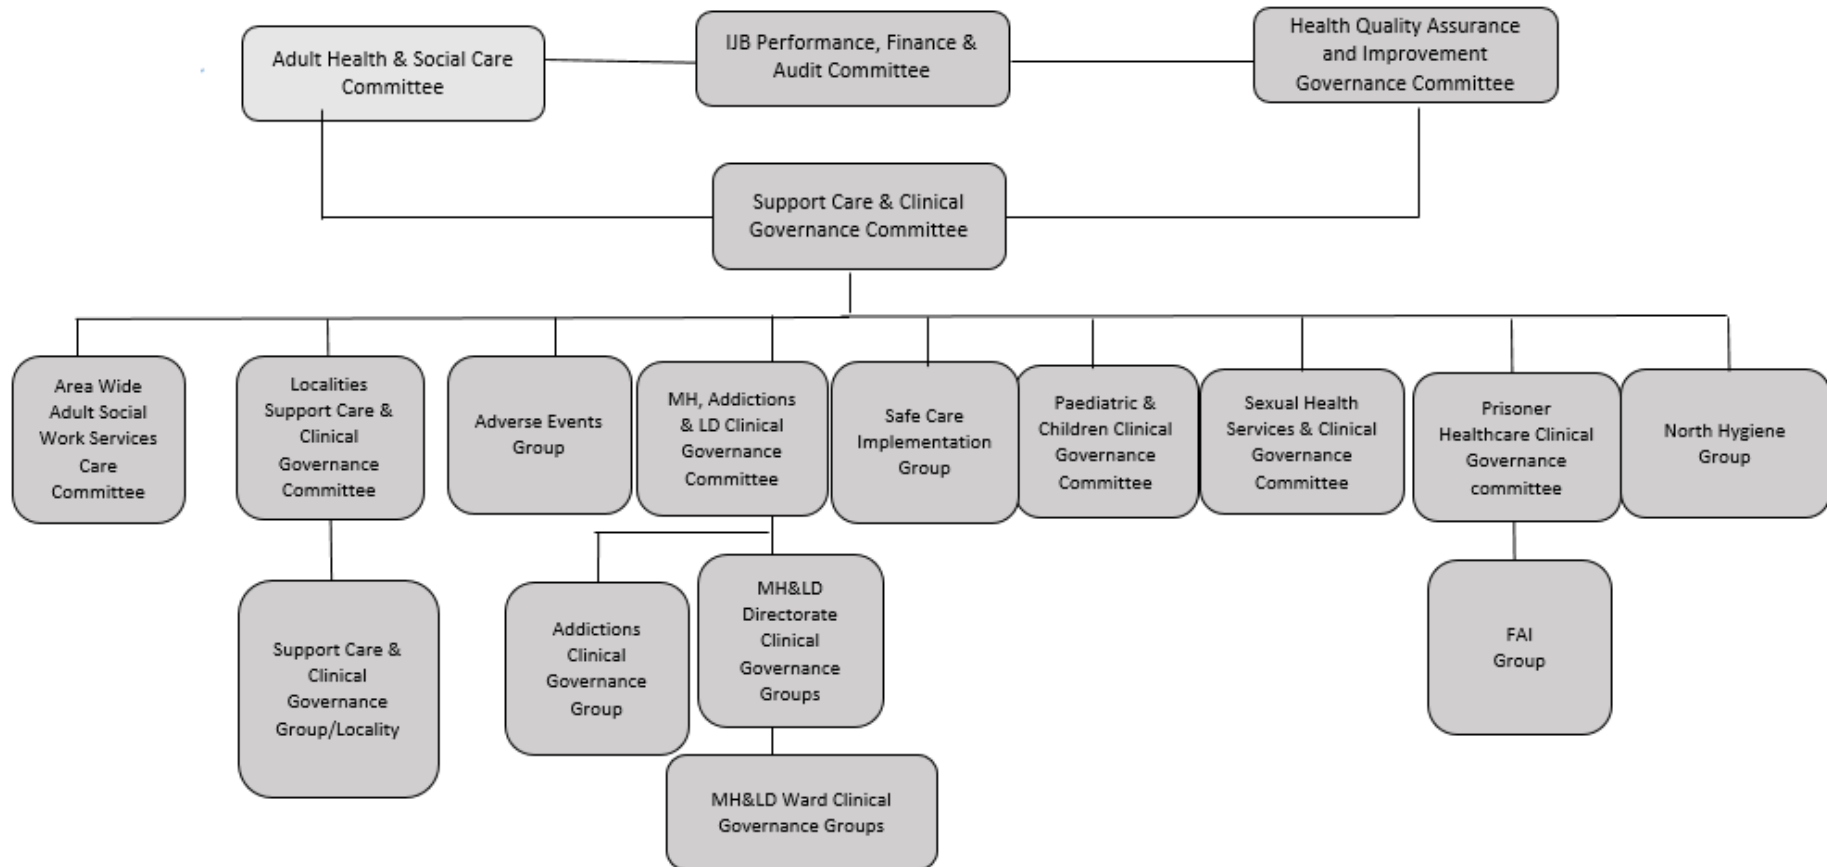 Adult Health & Social Care
Committee
IJB Performance, Finance &
Audit Committee
Health Quality Assurance
and Improvement
Governance Committee
Support Care & Clinical
Governance Committee
Area Wide
Adult Social
Work Services
Care
Committee
Localities
Support Care &
Clinical
Governance
Committee
Adverse Events
Group
MH, Addictions
& LD Clinical
Governance
Committee
Safe Care
Implementation
Group
Paediatric &
Children Clinical
Governance
Committee
Sexual Health
Services & Clinical
Governance
Committee
Prisoner
Healthcare Clinical
Governance
committee
North Hygiene
Group
Support Care &
Clinical
Governance
Group/Locality
Addictions
Clinical
Governance
Group
MH&LD
Directorate
Clinical
Governance
Groups
FAI
Group
MH&LD Ward Clinical
Governance Groups